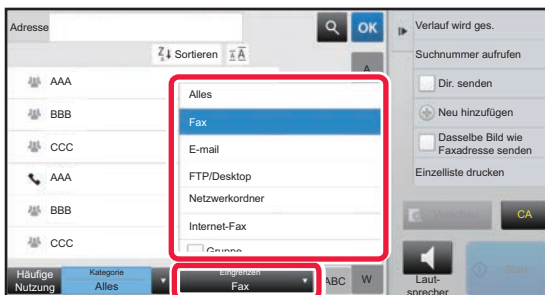 Adresse
OK
Verlauf wird ges.
Sortieren
Suchnummer aufrufen
A
AAA
Alles
Dir. senden
BBB
Fax
Neu hinzufügen
CCC
E-mail
Dasselbe Bild wie
Faxadresse senden
AAA
FTP/Desktop
Einzelliste drucken
Netzwerkordner
BBB
Internet-Fax
Vorschau
CA
CCC
Gruppe
Häufige
Nutzung
Kategorie
Alles
Eingrenzen
Fax
ABC
W
Laut-
sprecher
Start